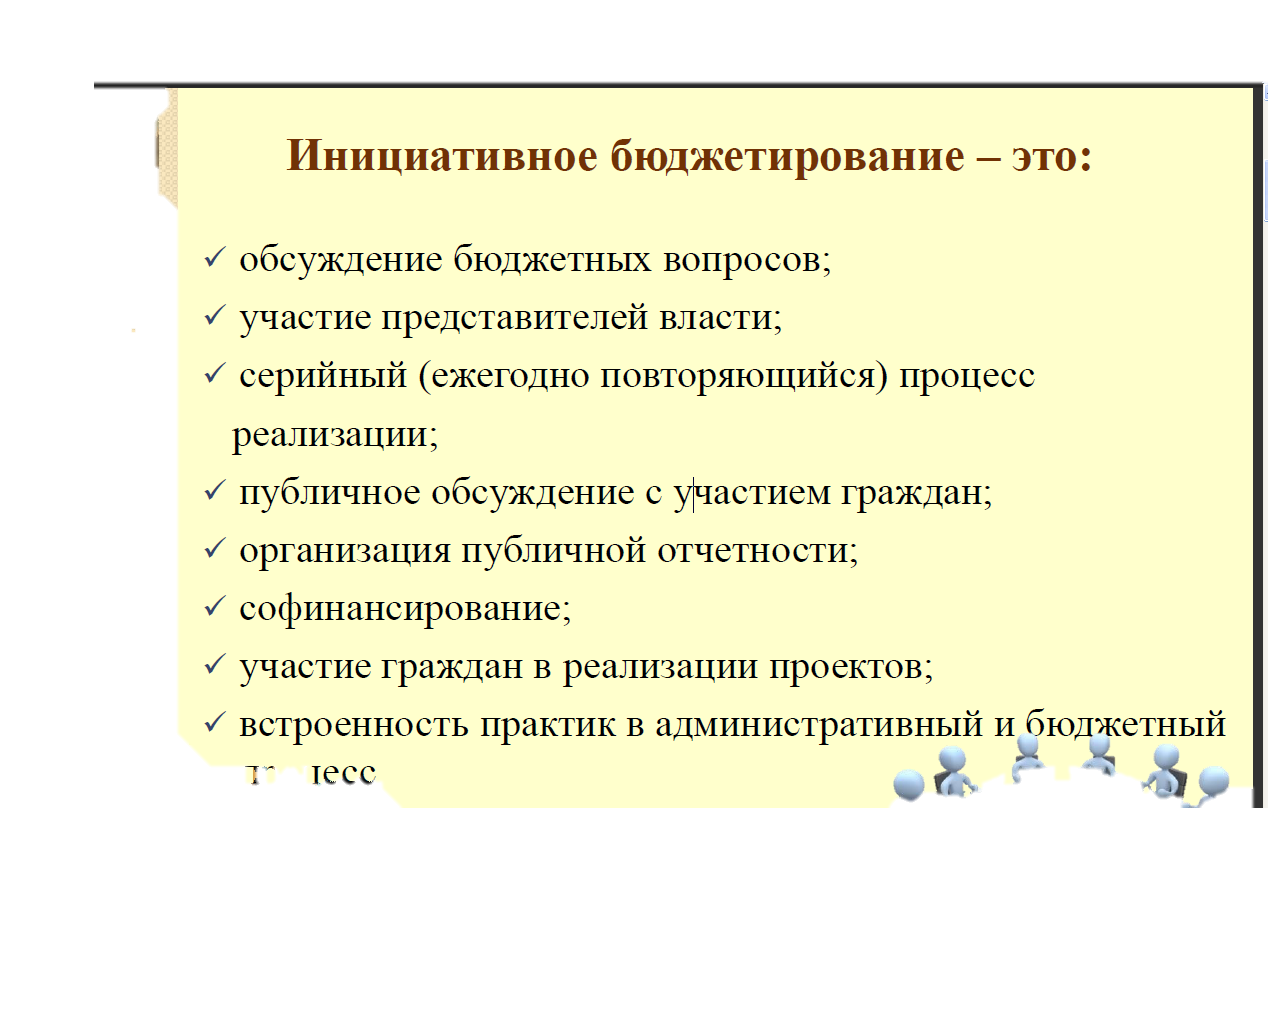 Инициативное бюджетирование – это:
✓ обсуждение бюджетных вопросов;
✓ участие представителей власти;
✓ серийный (ежегодно повторяющийся) процесс
реализации;
✓ публичное обсуждение с участием граждан;
✓ организация публичной отчетности;
✓ софинансирование;
✓ участие граждан в реализации проектов;
✓ встроенность практик в административный и бюджетный